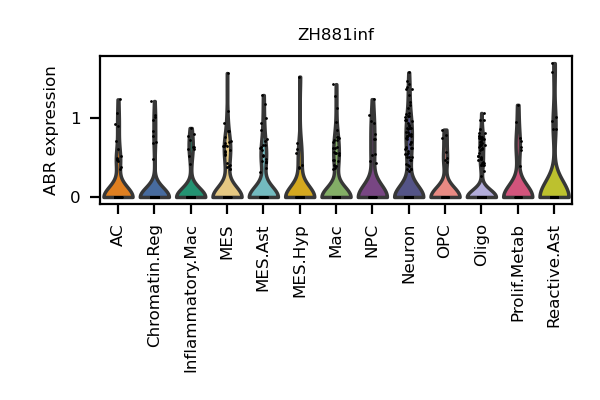 ZH881inf
ABR expression
1
0
AC
Chromatin.Reg
Inflammatory.Mac
MES
MES.Ast
MES.Hyp
Mac
NPC
Neuron
OPC
Oligo
Prolif.Metab
Reactive.Ast